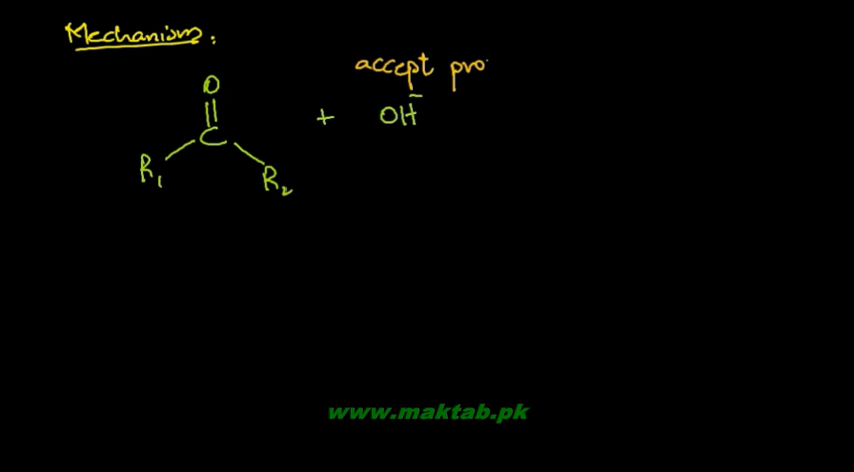 Mechanism:
accept pro
O
||
C
R₁ R₂ + OH⁻
www.maktab.pk